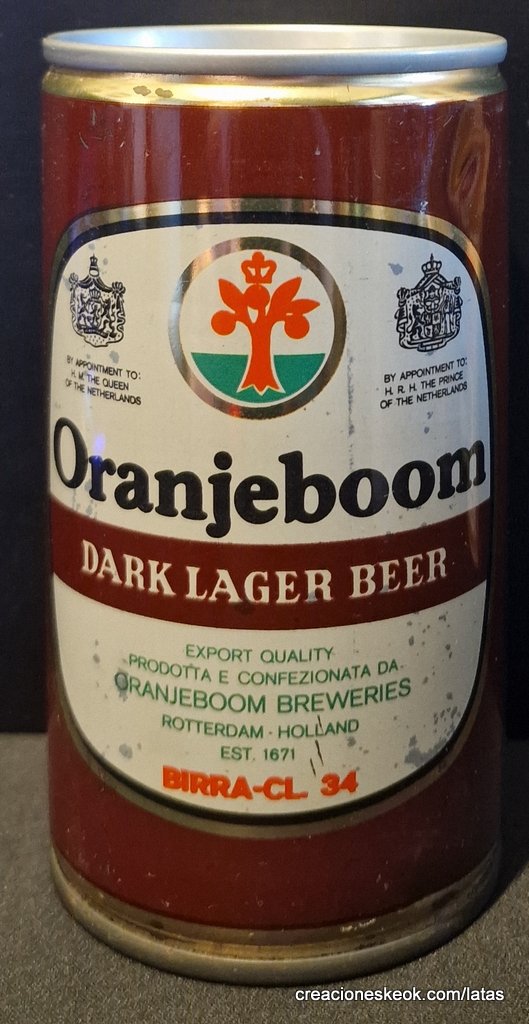 BY APPOINTMENT TO:
H. M. THE QUEEN
OF THE NETHERLANDS
BY APPOINTMENT TO:
H. R. H. THE PRINCE
OF THE NETHERLANDS
Oranjeboom
DARK LAGER BEER
EXPORT QUALITY
-PRODOTTA E CONFEZIONATA DA-
ORANJEBOOM BREWERIES
ROTTERDAM - HOLLAND
EST. 1671
BIRRA-CL. 34
creacioneskeok.com/latas